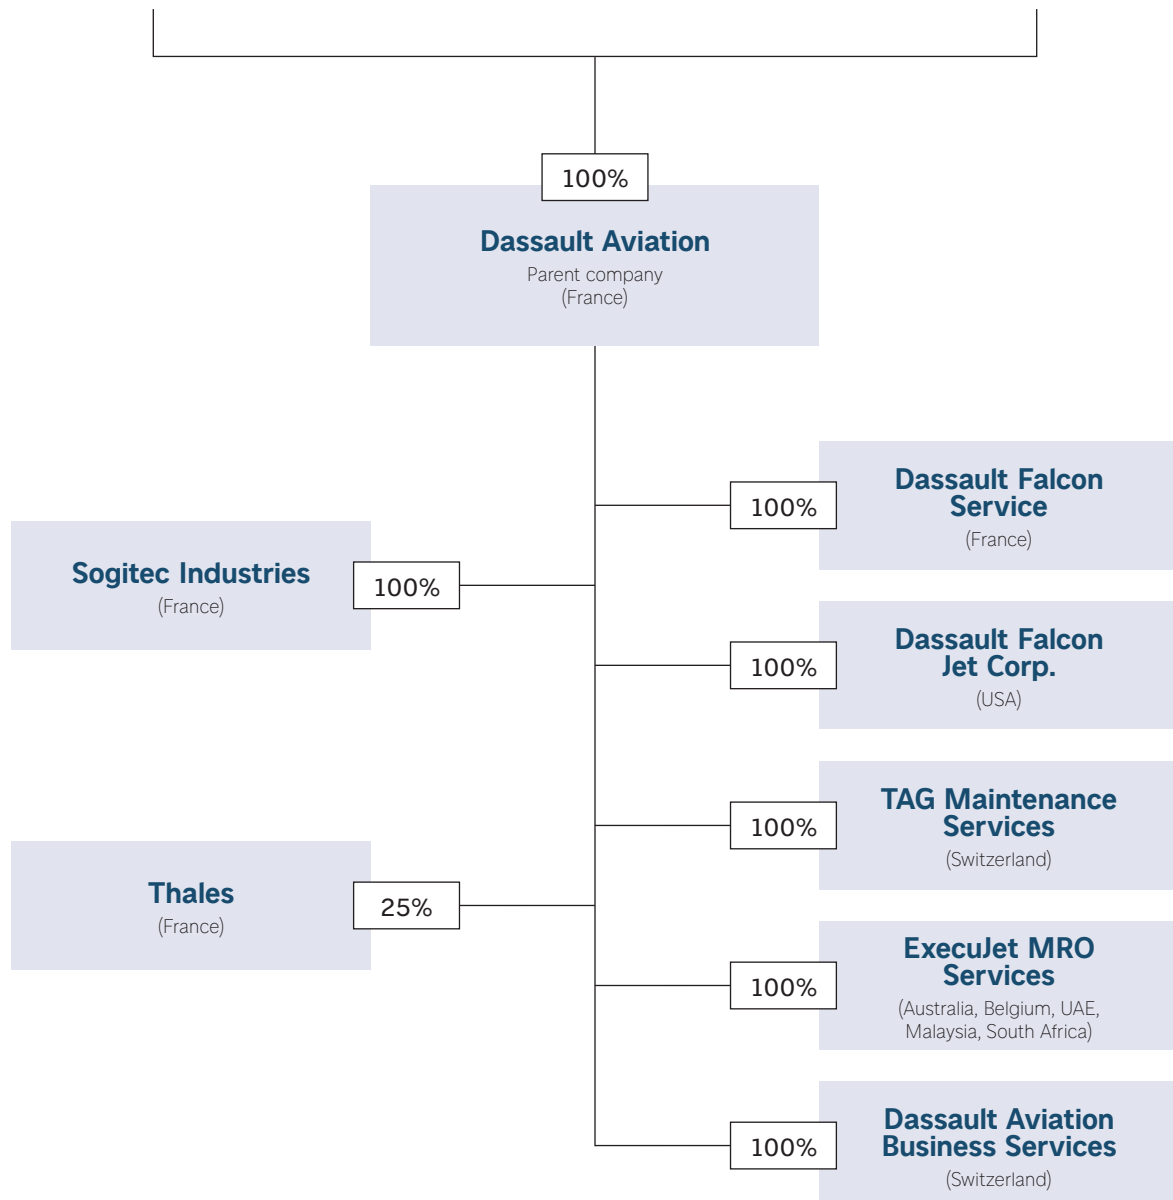 100%
Dassault Aviation
Parent company
(France)
100%
Dassault Falcon
Service
(France)
Sogitec Industries
(France)
100%
100%
Dassault Falcon
Jet Corp.
(USA)
100%
TAG Maintenance
Services
(Switzerland)
Thales
(France)
25%
100%
ExecuJet MRO
Services
(Australia, Belgium, UAE,
Malaysia, South Africa)
100%
Dassault Aviation
Business Services
(Switzerland)